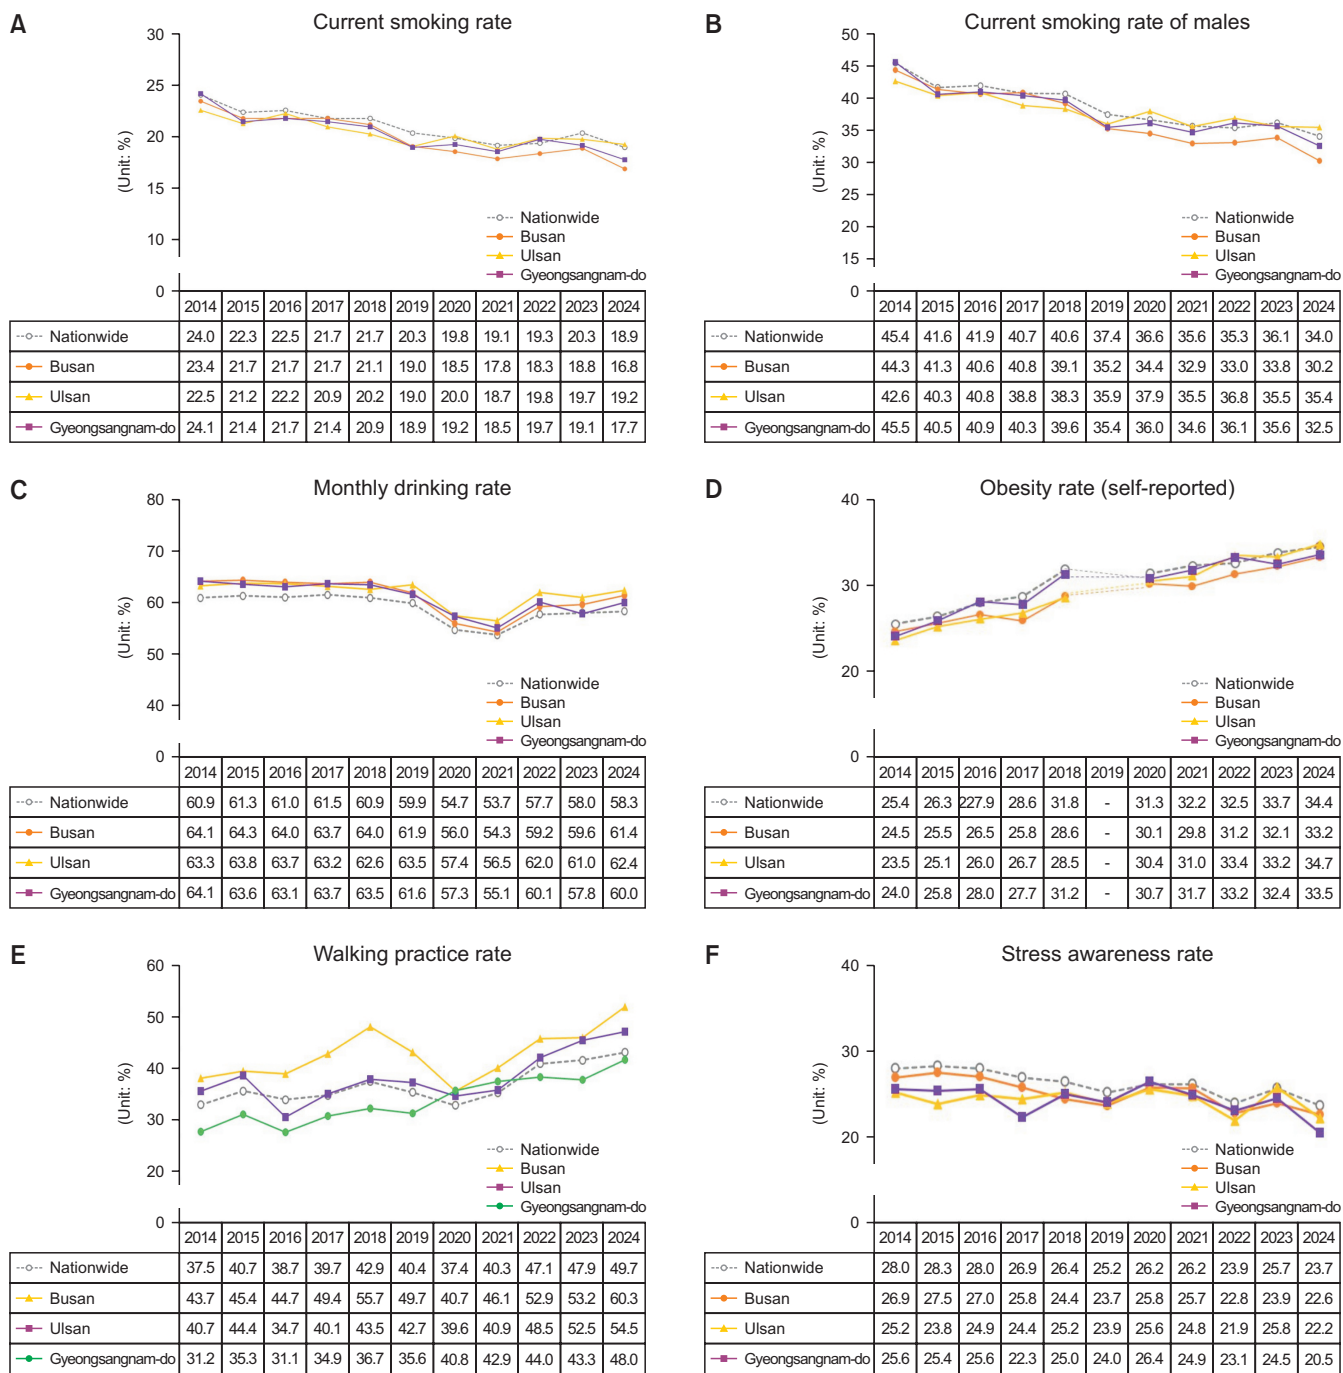 A Current smoking rate
30
25
20
15
10
0
(Unit: %)
Nationwide
Busan
Ulsan
Gyeongsangnam-do
2014 2015 2016 2017 2018 2019 2020 2021 2022 2023 2024
Nationwide 24.0 22.3 22.5 21.7 21.7 20.3 19.8 19.1 19.3 20.3 18.9
Busan 23.4 21.7 21.7 21.7 21.1 19.0 18.5 17.8 18.3 18.8 16.8
Ulsan 22.5 21.2 22.2 20.9 20.2 19.0 20.0 18.7 19.8 19.7 19.2
Gyeongsangnam-do 24.1 21.4 21.7 21.4 20.9 18.9 19.2 18.5 19.7 19.1 17.7
B Current smoking rate of males
50
45
40
35
30
25
20
15
0
(Unit: %)
Nationwide
Busan
Ulsan
Gyeongsangnam-do
2014 2015 2016 2017 2018 2019 2020 2021 2022 2023 2024
Nationwide 45.4 41.6 41.9 40.7 40.6 37.4 36.6 35.6 35.3 36.1 34.0
Busan 44.3 41.3 40.6 40.8 39.1 35.2 34.4 32.9 33.0 33.8 30.2
Ulsan 42.6 40.3 40.8 38.8 38.3 35.9 37.9 35.5 36.8 35.5 35.4
Gyeongsangnam-do 45.5 40.5 40.9 40.3 39.6 35.4 36.0 34.6 36.1 35.6 32.5
C Monthly drinking rate
80
70
60
50
40
0
(Unit: %)
Nationwide
Busan
Ulsan
Gyeongsangnam-do
2014 2015 2016 2017 2018 2019 2020 2021 2022 2023 2024
Nationwide 60.9 61.3 61.0 61.5 60.9 59.9 54.7 53.7 57.7 58.0 58.3
Busan 64.1 64.3 64.0 63.7 64.0 61.9 56.0 54.3 59.2 59.6 61.4
Ulsan 63.3 63.8 63.7 63.2 62.6 63.5 57.4 56.5 62.0 61.0 62.4
Gyeongsangnam-do 64.1 63.6 63.1 63.7 63.5 61.6 57.3 55.1 60.1 57.8 60.0
D Obesity rate (self-reported)
40
30
20
0
(Unit: %)
Nationwide
Busan
Ulsan
Gyeongsangnam-do
2014 2015 2016 2017 2018 2019 2020 2021 2022 2023 2024
Nationwide 25.4 26.3 227.9 28.6 31.8 - 31.3 32.2 32.5 33.7 34.4
Busan 24.5 25.5 26.5 25.8 28.6 - 30.1 29.8 31.2 32.1 33.2
Ulsan 23.5 25.1 26.0 26.7 28.5 - 30.4 31.0 33.4 33.2 34.7
Gyeongsangnam-do 24.0 25.8 28.0 27.7 31.2 - 30.7 31.7 33.2 32.4 33.5
E Walking practice rate
60
50
40
30
20
0
(Unit: %)
Nationwide
Busan
Ulsan
Gyeongsangnam-do
2014 2015 2016 2017 2018 2019 2020 2021 2022 2023 2024
Nationwide 37.5 40.7 38.7 39.7 42.9 40.4 37.4 40.3 47.1 47.9 49.7
Busan 43.7 45.4 44.7 49.4 55.7 49.7 40.7 46.1 52.9 53.2 60.3
Ulsan 40.7 44.4 34.7 40.1 43.5 42.7 39.6 40.9 48.5 52.5 54.5
Gyeongsangnam-do 31.2 35.3 31.1 34.9 36.7 35.6 40.8 42.9 44.0 43.3 48.0
F Stress awareness rate
40
30
20
0
(Unit: %)
Nationwide
Busan
Ulsan
Gyeongsangnam-do
2014 2015 2016 2017 2018 2019 2020 2021 2022 2023 2024
Nationwide 28.0 28.3 28.0 26.9 26.4 25.2 26.2 26.2 23.9 25.7 23.7
Busan 26.9 27.5 27.0 25.8 24.4 23.7 25.8 25.7 22.8 23.9 22.6
Ulsan 25.2 23.8 24.9 24.4 25.2 23.9 25.6 24.8 21.9 25.8 22.2
Gyeongsangnam-do 25.6 25.4 25.6 22.3 25.0 24.0 26.4 24.9 23.1 24.5 20.5